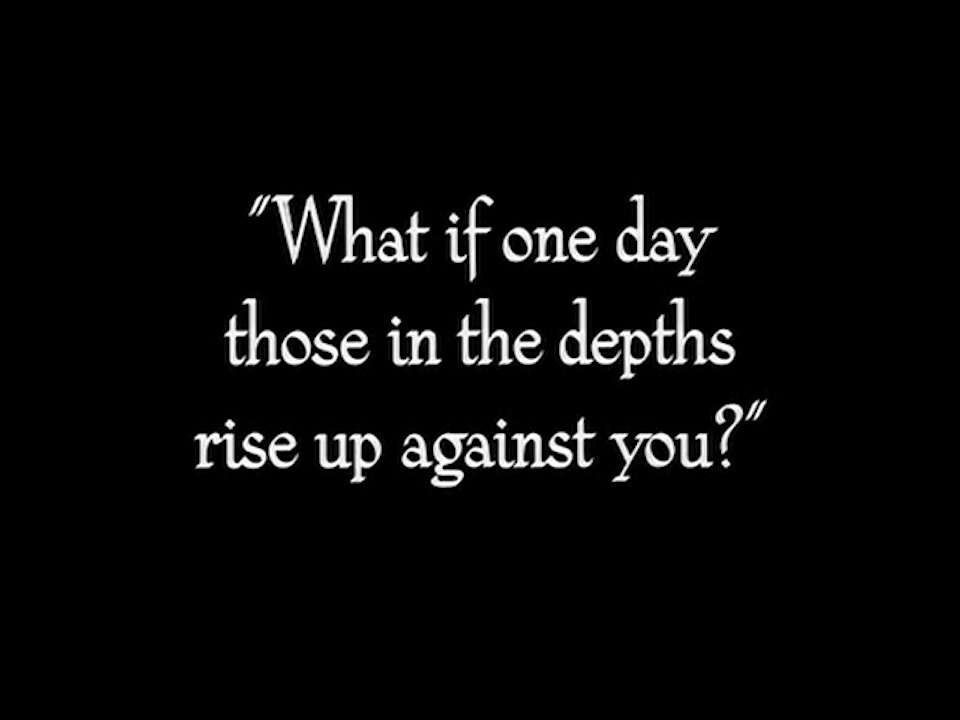 "What if one day
those in the depths
rise up against you?"